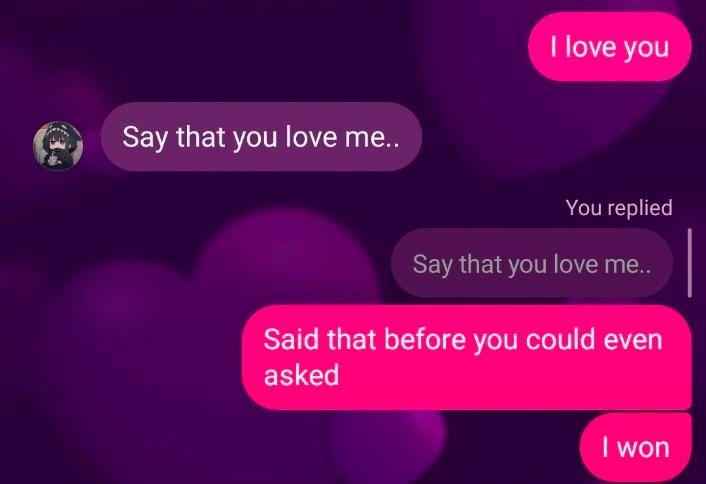 I love you
Say that you love me..
You replied
Say that you love me..
Said that before you could even
asked
I won